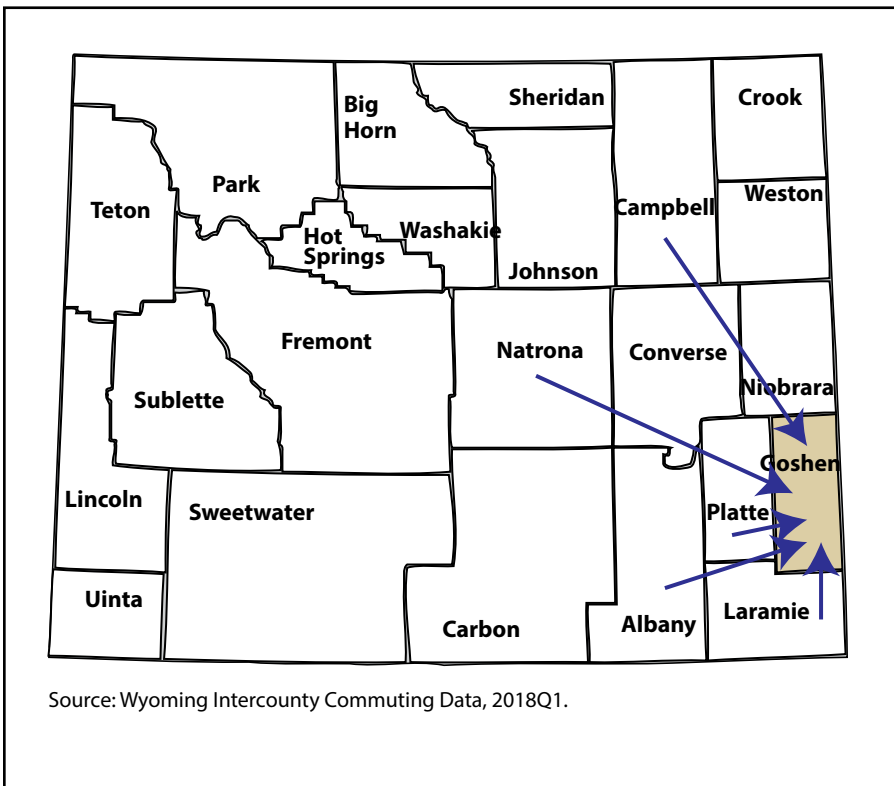 Sheridan
Crook
Big
Horn
Park
Teton
Weston
Campbell
Washakie
Hot
Springs
Johnson
Fremont
Natrona
Converse
Niobrara
Sublette
Goshen
Lincoln
Sweetwater
Platte
Uinta
Carbon
Albany
Laramie
Source: Wyoming Intercounty Commuting Data, 2018Q1.